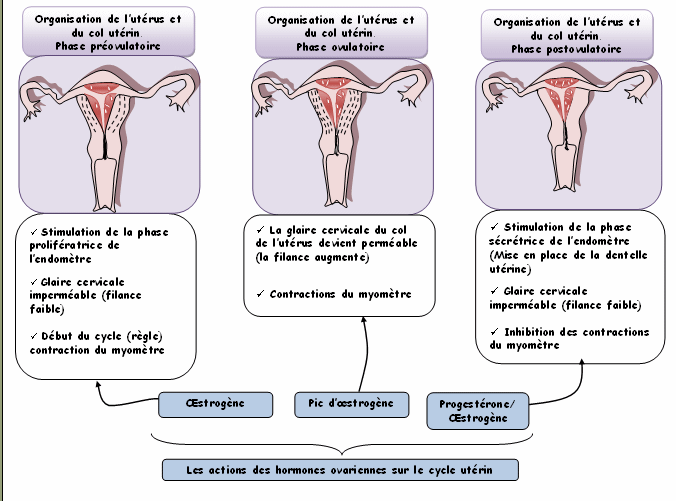 Organisation de l'utérus et
du col utérin.
Phase préovulatoire
Organisation de l'utérus et
du col utérin.
Phase ovulatoire
Organisation de l'utérus et
du col utérin.
Phase postovulatoire
✓ Stimulation de la phase
prolifératrice de
l'endomètre
✓ Glaire cervicale
imperméable (filance
faible)
✓ Début du cycle (règle)
contraction du myomètre
✓ La glaire cervicale du col
de l'utérus devient perméable
(la filance augmente)
✓ Contractions du myomètre
✓ Stimulation de la phase
sécrétrice de l'endomètre
(Mise en place de la dentelle
utérine)
✓ Glaire cervicale
imperméable (filance faible)
✓ Inhibition des contractions
du myomètre
Œstrogène
Pic d'œstrogène
Progestérone/
Œstrogène
Les actions des hormones ovariennes sur le cycle utérin